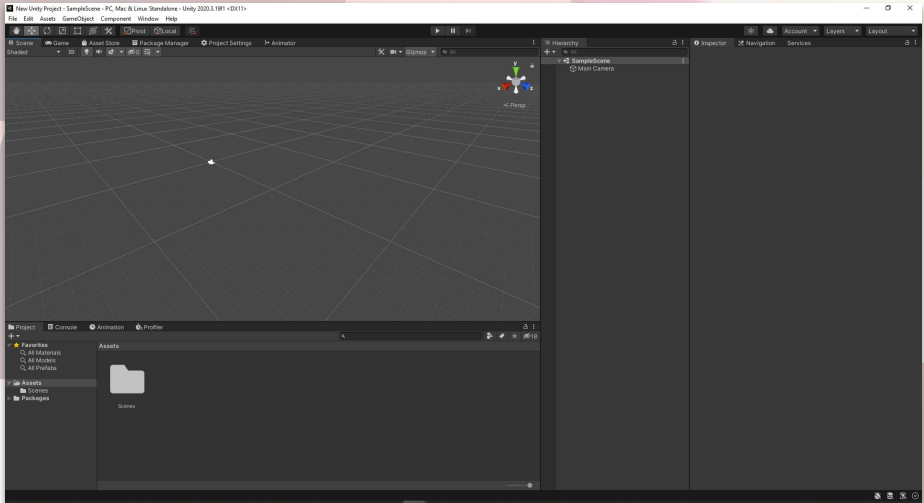 New Unity Project - SampleScene - PC, Mac & Linux Standalone - Unity 2020.3.19f1 <DX11>
File Edit Assets GameObject Component Window Help
Pivot Local Account Layers Layout
Scene Game Asset Store Package Manager Project Settings Animator
Hierarchy
Inspector Navigation Services
Shaded 2D 0 Gizmos All
All
SampleScene
Main Camera
y
x z
Persp
Project Console Animation Profiler
18
Favorites
All Materials
All Models
All Prefabs
Assets
Scenes
Packages
Assets
Scenes